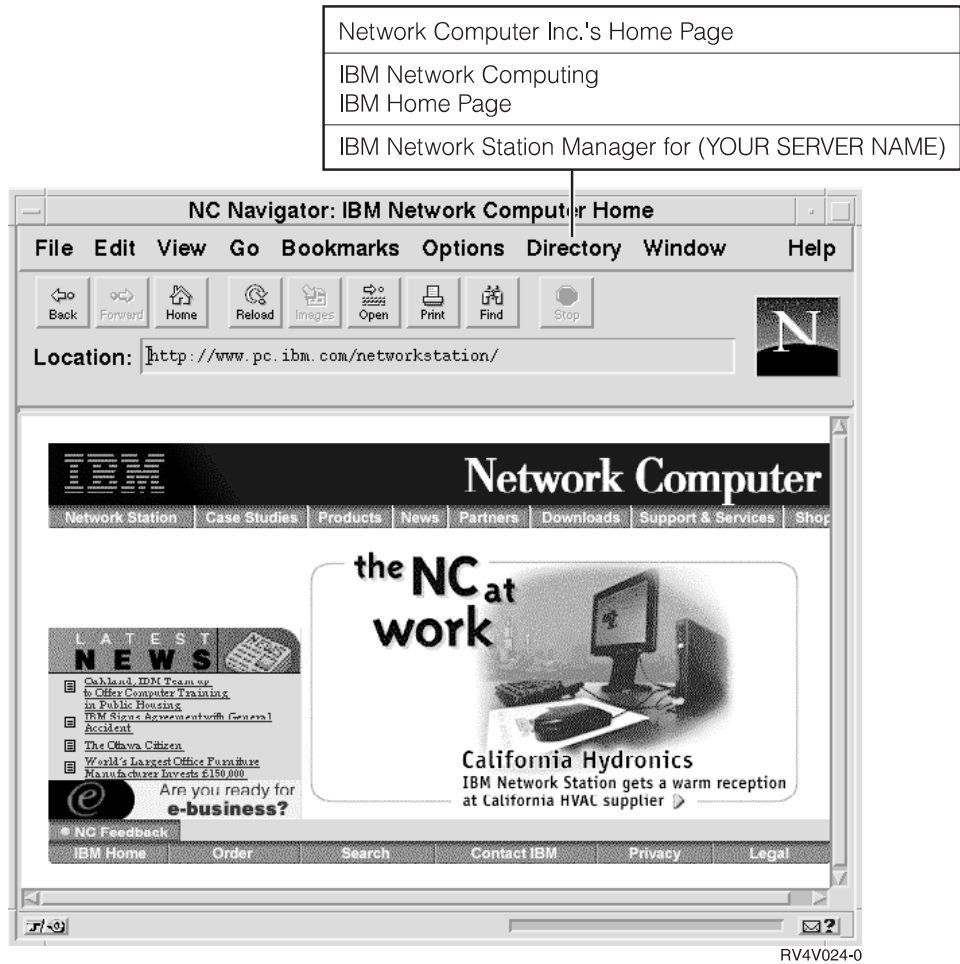 Network Computer Inc.'s Home Page
IBM Network Computing
IBM Home Page
IBM Network Station Manager for (YOUR SERVER NAME)
NC Navigator: IBM Network Computer Home
File Edit View Go Bookmarks Options Directory Window Help
Back Forward Home Reload Images Open Print Find Stop
N
Location: http://www.pc.ibm.com/networkstation/
IBM Network Computer
Network Station Case Studies Products News Partners Downloads Support & Services Shop
the NC at
work
LATEST
NEWS
Oakland, IDM Team up
to Offer Computer Training
in Public Housing
IBM Signs Agreement with General
Accident
The Ottawa Citizen
World's Largest Office Furniture
Manufacturer Invests £150,000
California Hydronics
IBM Network Station gets a warm reception
at California HVAC supplier
e Are you ready for
e-business?
NC Feedback
IBM Home Order Search Contact IBM Privacy Legal
?
RV4V024-0